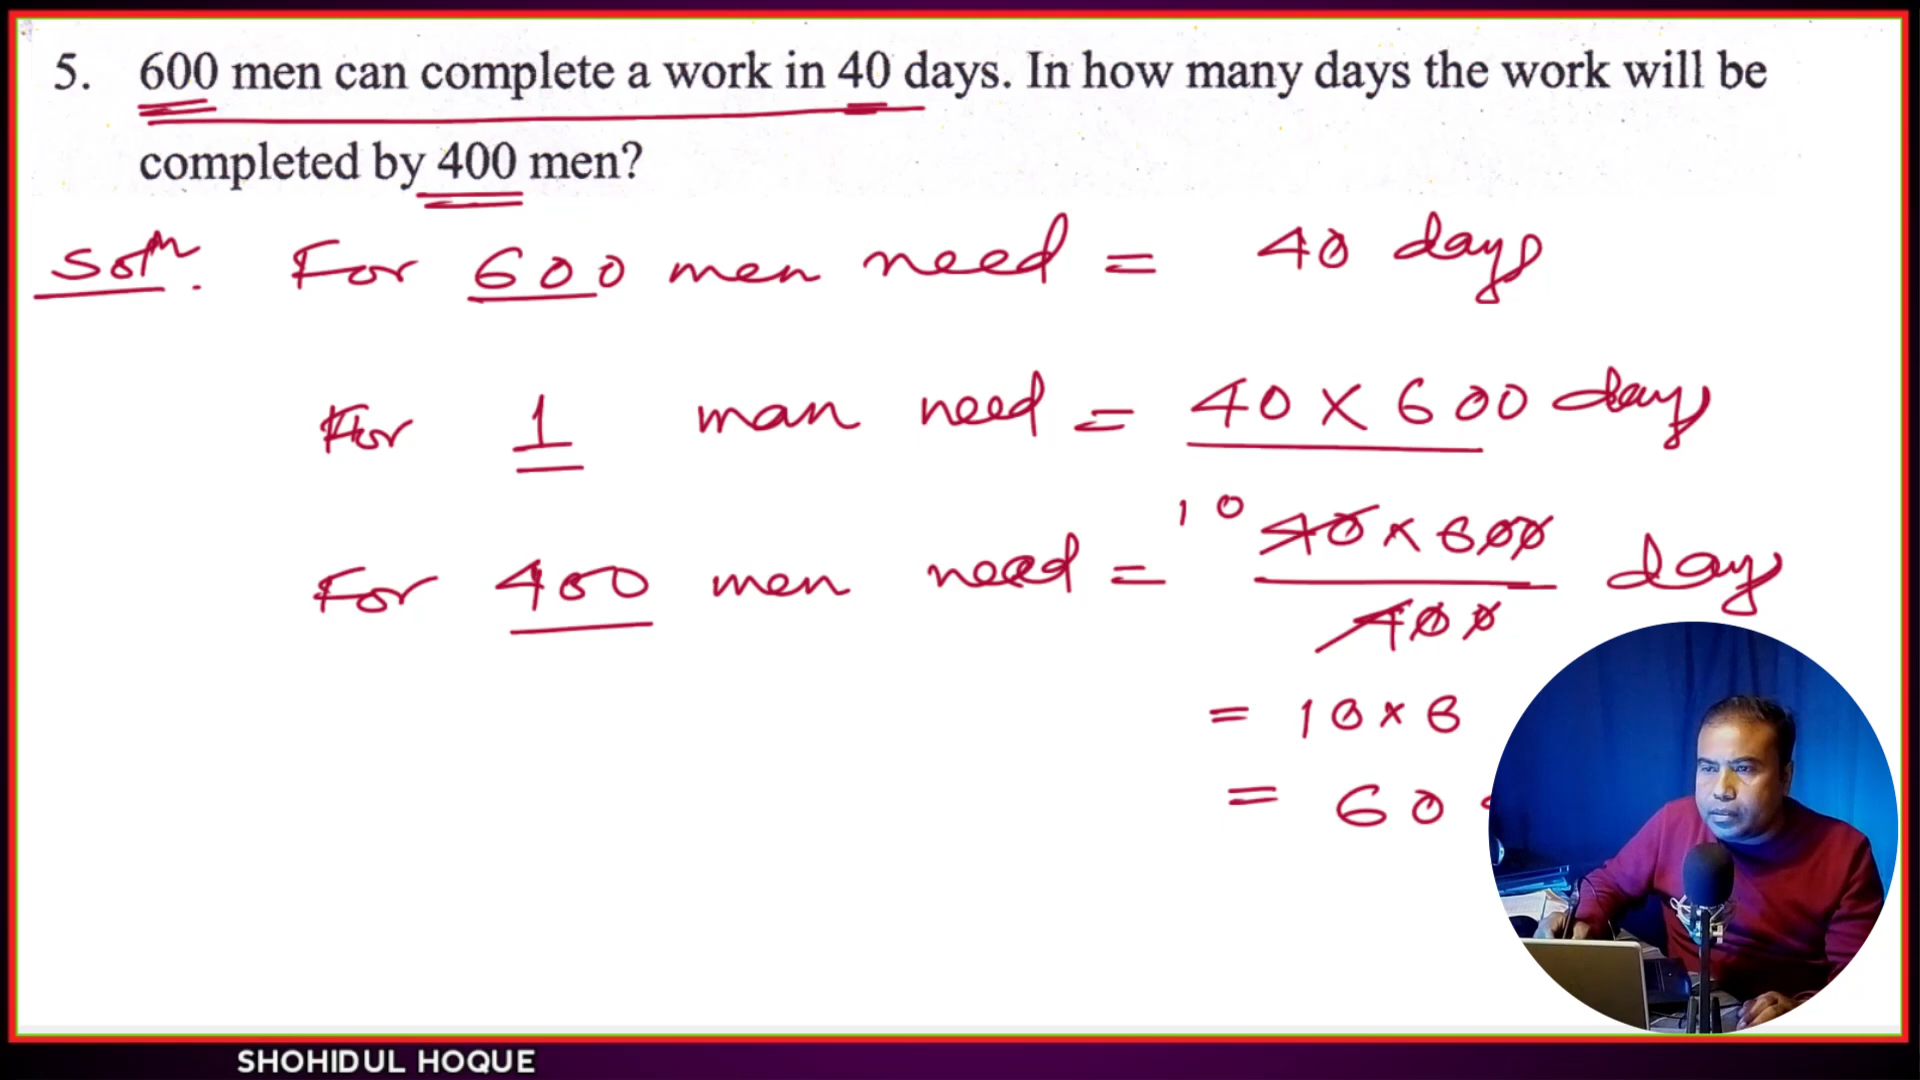 5. 600 men can complete a work in 40 days. In how many days the work will be
completed by 400 men?
Soln. For 600 men need = 40 days
For 1 man need = 40 × 600 days
For 400 men need = 10 40 × 600 / 400 days
= 10 × 6
= 60
SHOHIDUL HOQUE